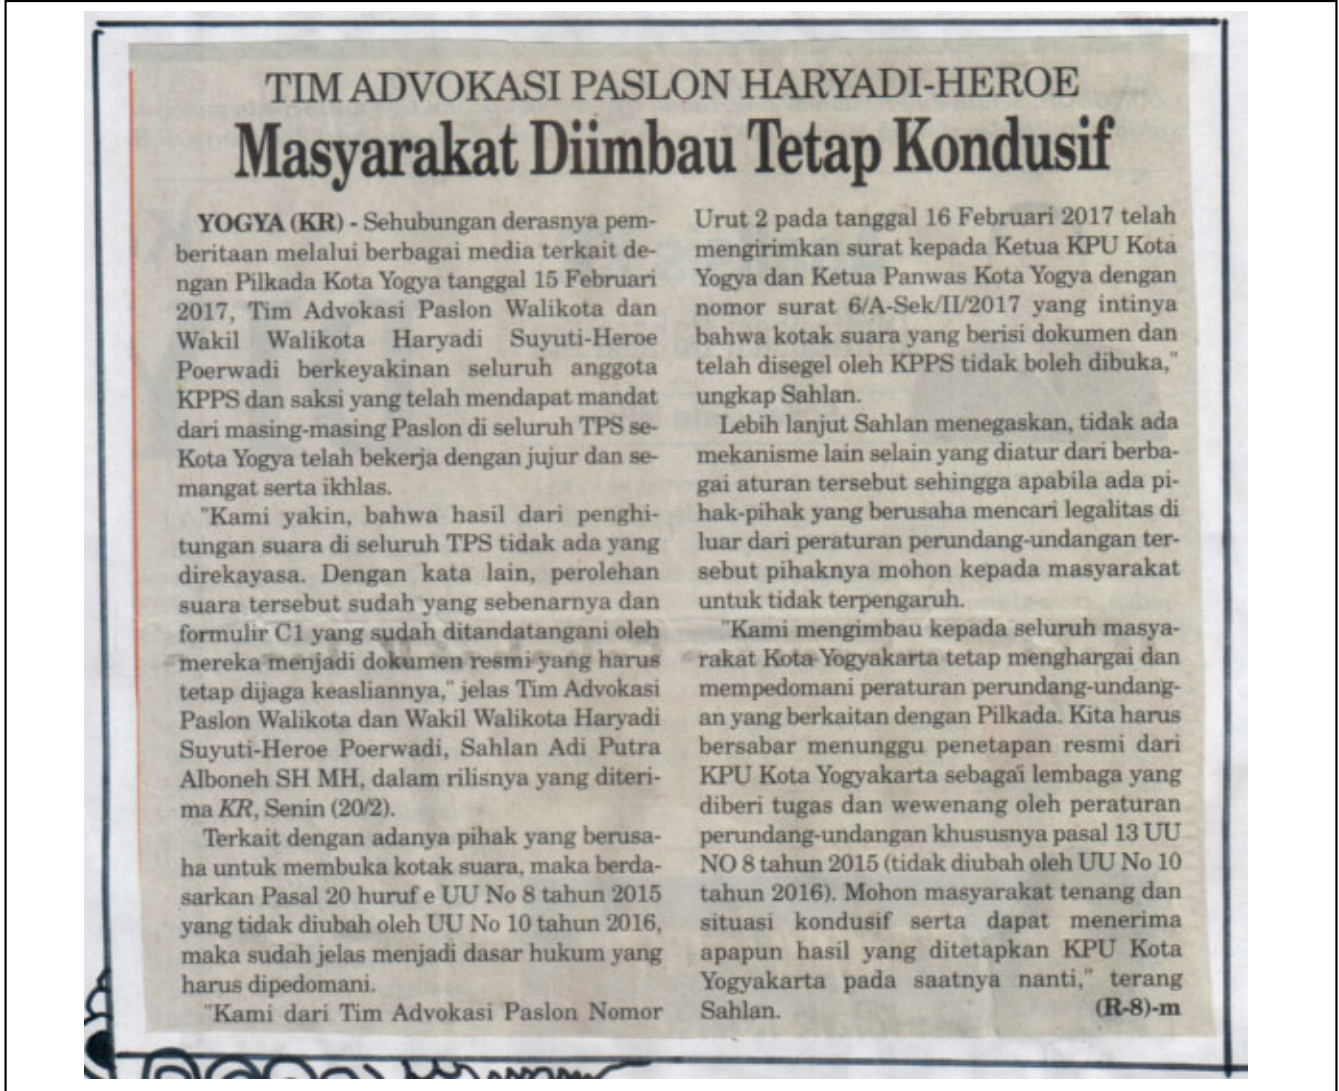 TIM ADVOKASI PASLON HARYADI-HEROE
Masyarakat Diimbau Tetap Kondusif
YOGYA (KR) - Sehubungan derasnya pem-
beritaan melalui berbagai media terkait de-
ngan Pilkada Kota Yogya tanggal 15 Februari
2017, Tim Advokasi Paslon Walikota dan
Wakil Walikota Haryadi Suyuti-Heroe
Poerwadi berkeyakinan seluruh anggota
KPPS dan saksi yang telah mendapat mandat
dari masing-masing Paslon di seluruh TPS se-
Kota Yogya telah bekerja dengan jujur dan se-
mangat serta ikhlas.
"Kami yakin, bahwa hasil dari penghi-
tungan suara di seluruh TPS tidak ada yang
direkayasa. Dengan kata lain, perolehan
suara tersebut sudah yang sebenarnya dan
formulir C1 yang sudah ditandatangani oleh
mereka menjadi dokumen resmi yang harus
tetap dijaga keasliannya," jelas Tim Advokasi
Paslon Walikota dan Wakil Walikota Haryadi
Suyuti-Heroe Poerwadi, Sahlan Adi Putra
Alboneh SH MH, dalam rilisnya yang diteri-
ma KR, Senin (20/2).
Terkait dengan adanya pihak yang berusa-
ha untuk membuka kotak suara, maka berda-
sarkan Pasal 20 huruf e UU No 8 tahun 2015
yang tidak diubah oleh UU No 10 tahun 2016,
maka sudah jelas menjadi dasar hukum yang
harus dipedomani.
"Kami dari Tim Advokasi Paslon Nomor
Urut 2 pada tanggal 16 Februari 2017 telah
mengirimkan surat kepada Ketua KPU Kota
Yogya dan Ketua Panwas Kota Yogya dengan
nomor surat 6/A-Sek/II/2017 yang intinya
bahwa kotak suara yang berisi dokumen dan
telah disegel oleh KPPS tidak boleh dibuka,"
ungkap Sahlan.
Lebih lanjut Sahlan menegaskan, tidak ada
mekanisme lain selain yang diatur dari berba-
gai aturan tersebut sehingga apabila ada pi-
hak-pihak yang berusaha mencari legalitas di
luar dari peraturan perundang-undangan ter-
sebut pihaknya mohon kepada masyarakat
untuk tidak terpengaruh.
"Kami mengimbau kepada seluruh masya-
rakat Kota Yogyakarta tetap menghargai dan
mempedomani peraturan perundang-undang-
an yang berkaitan dengan Pilkada. Kita harus
bersabar menunggu penetapan resmi dari
KPU Kota Yogyakarta sebagai lembaga yang
diberi tugas dan wewenang oleh peraturan
perundang-undangan khususnya pasal 13 UU
NO 8 tahun 2015 (tidak diubah oleh UU No 10
tahun 2016). Mohon masyarakat tenang dan
situasi kondusif serta dapat menerima
apapun hasil yang ditetapkan KPU Kota
Yogyakarta pada saatnya nanti," terang
Sahlan. (R-8)-m